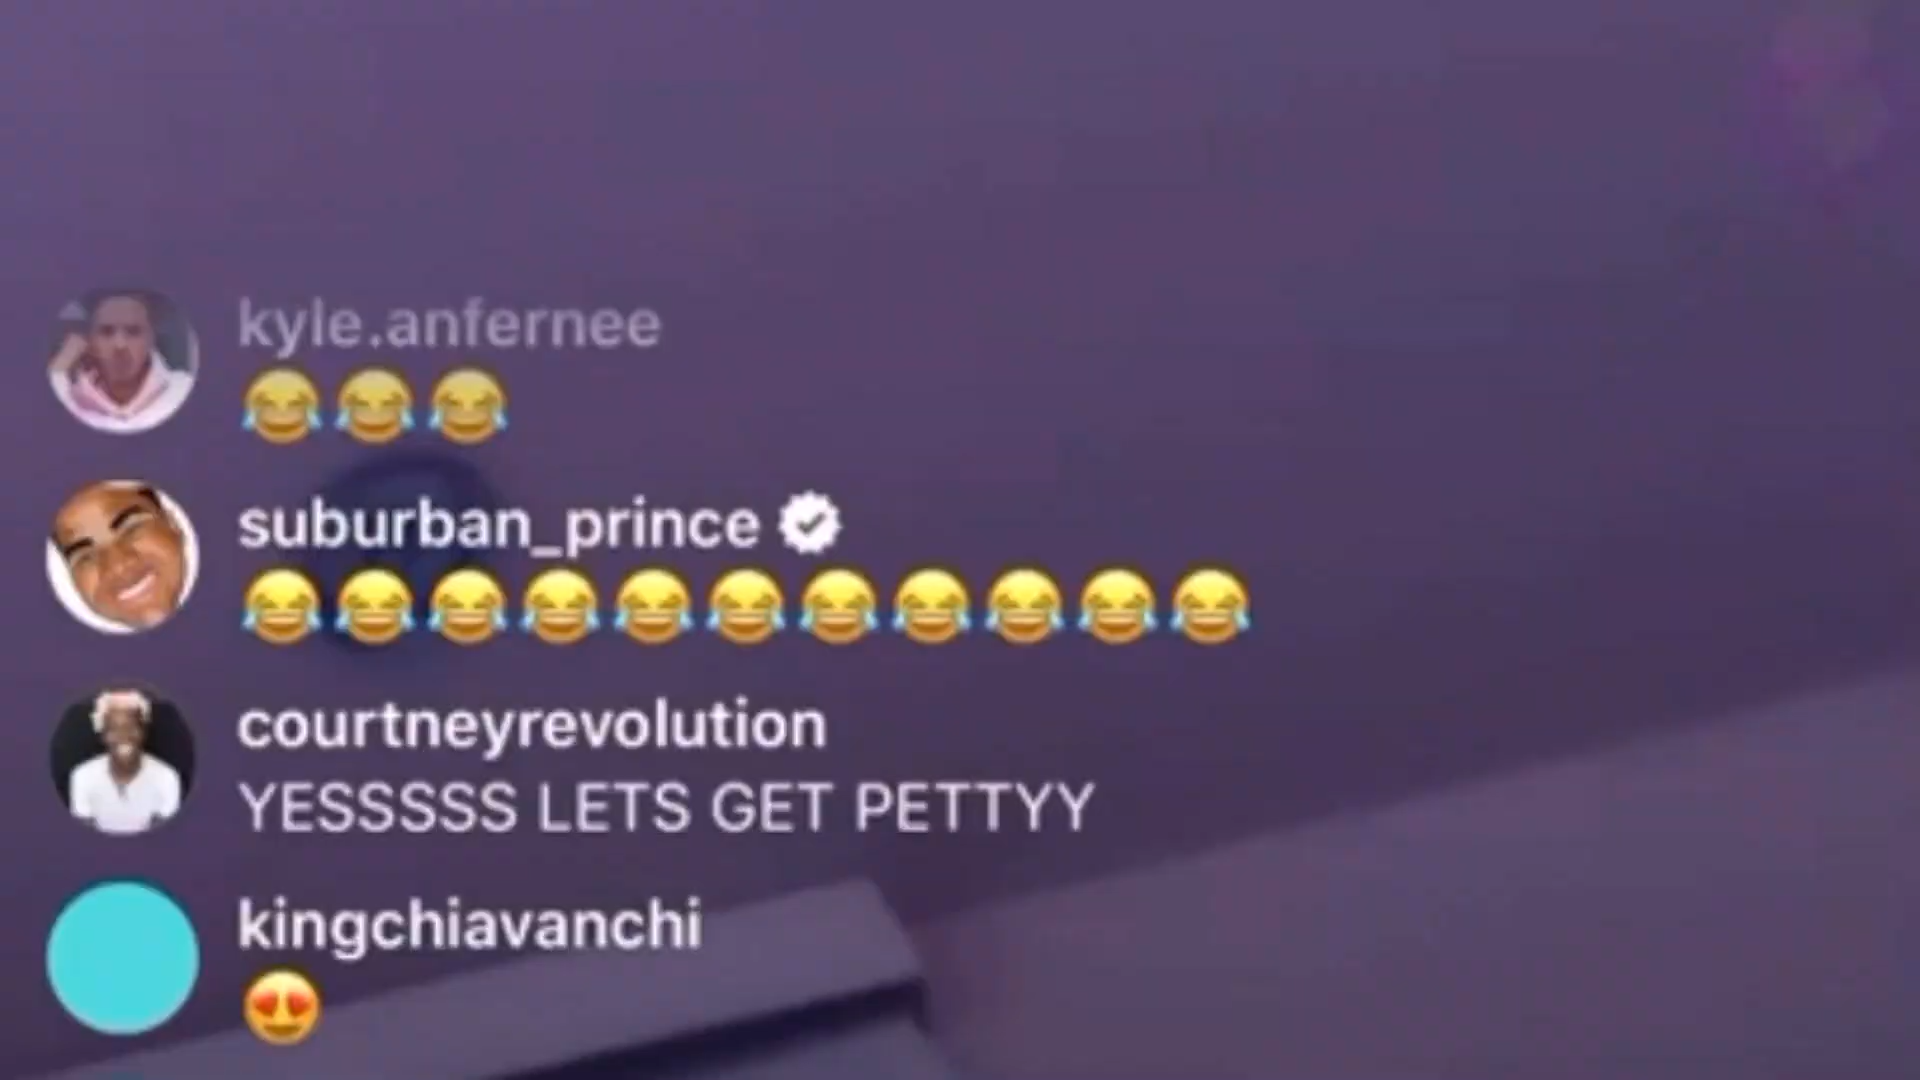 kyle.anfernee
😂😂😂
suburban_prince
😂😂😂😂😂😂😂😂😂😂😂
courtneyrevolution
YESSSSS LETS GET PETTYY
kingchiavanchi
😍